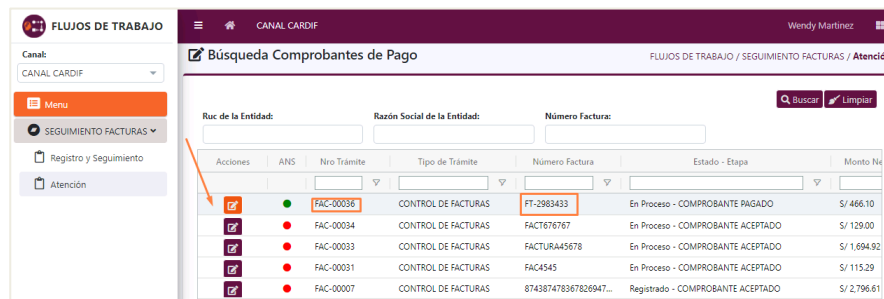 FLUJOS DE TRABAJO
CANAL CARDIF
Wendy Martinez
Canal:
CANAL CARDIF
Búsqueda Comprobantes de Pago
FLUJOS DE TRABAJO / SEGUIMIENTO FACTURAS / Atenció
Menu
Buscar
Limpiar
SEGUIMIENTO FACTURAS
Registro y Seguimiento
Atención
Ruc de la Entidad:
Razón Social de la Entidad:
Número Factura:
Acciones ANS Nro Trámite Tipo de Trámite Número Factura Estado - Etapa Monto Ne
FAC-00036 CONTROL DE FACTURAS FT-2983433 En Proceso - COMPROBANTE PAGADO S/ 466.10
FAC-00034 CONTROL DE FACTURAS FACT676767 En Proceso - COMPROBANTE ACEPTADO S/ 129.00
FAC-00033 CONTROL DE FACTURAS FACTURA45678 En Proceso - COMPROBANTE ACEPTADO S/ 1,694.92
FAC-00031 CONTROL DE FACTURAS FAC4545 En Proceso - COMPROBANTE ACEPTADO S/ 115.29
FAC-00007 CONTROL DE FACTURAS 874387478367826947... Registrado - COMPROBANTE ACEPTADO S/ 2,796.61